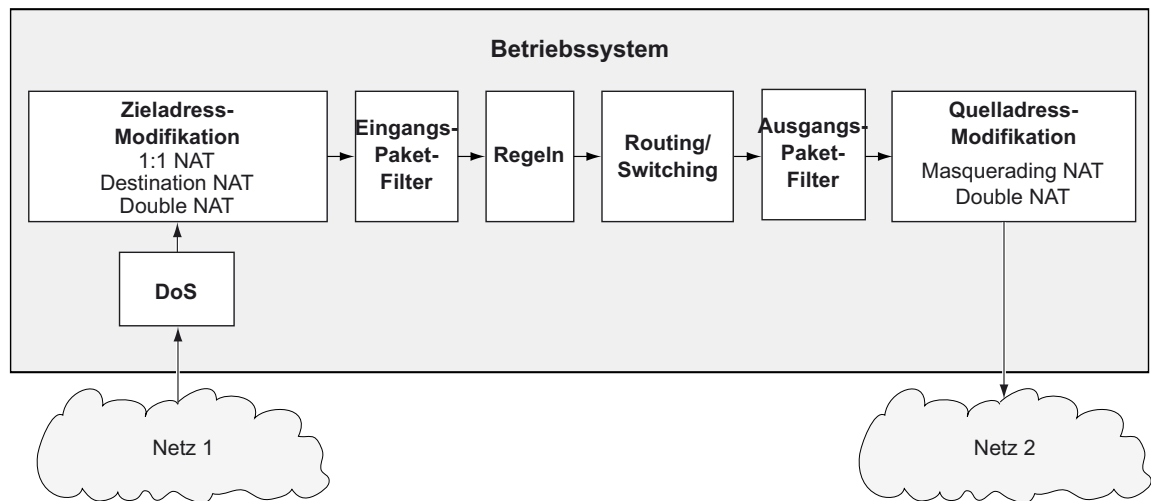 Betriebssystem
Zieladress-
Modifikation
1:1 NAT
Destination NAT
Double NAT
Eingangs-
Paket-
Filter
Regeln
Routing/
Switching
Ausgangs-
Paket-
Filter
Quelladress-
Modifikation
Masquerading NAT
Double NAT
DoS
Netz 1
Netz 2